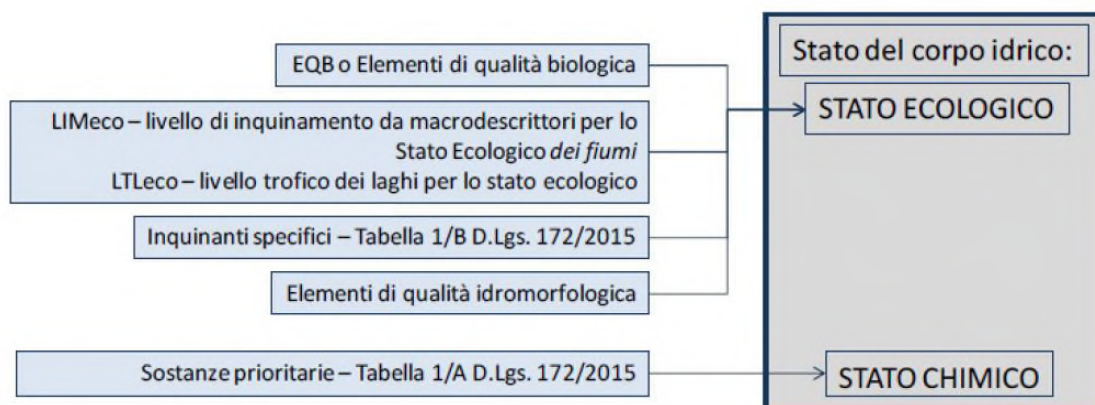 EQB o Elementi di qualità biologica
LIMeco – livello di inquinamento da macrodescrittori per lo
Stato Ecologico dei fiumi
LTLeco – livello trofico dei laghi per lo stato ecologico
Inquinanti specifici – Tabella 1/B D.Lgs. 172/2015
Elementi di qualità idromorfologica
Sostanze prioritarie – Tabella 1/A D.Lgs. 172/2015
Stato del corpo idrico:
STATO ECOLOGICO
STATO CHIMICO